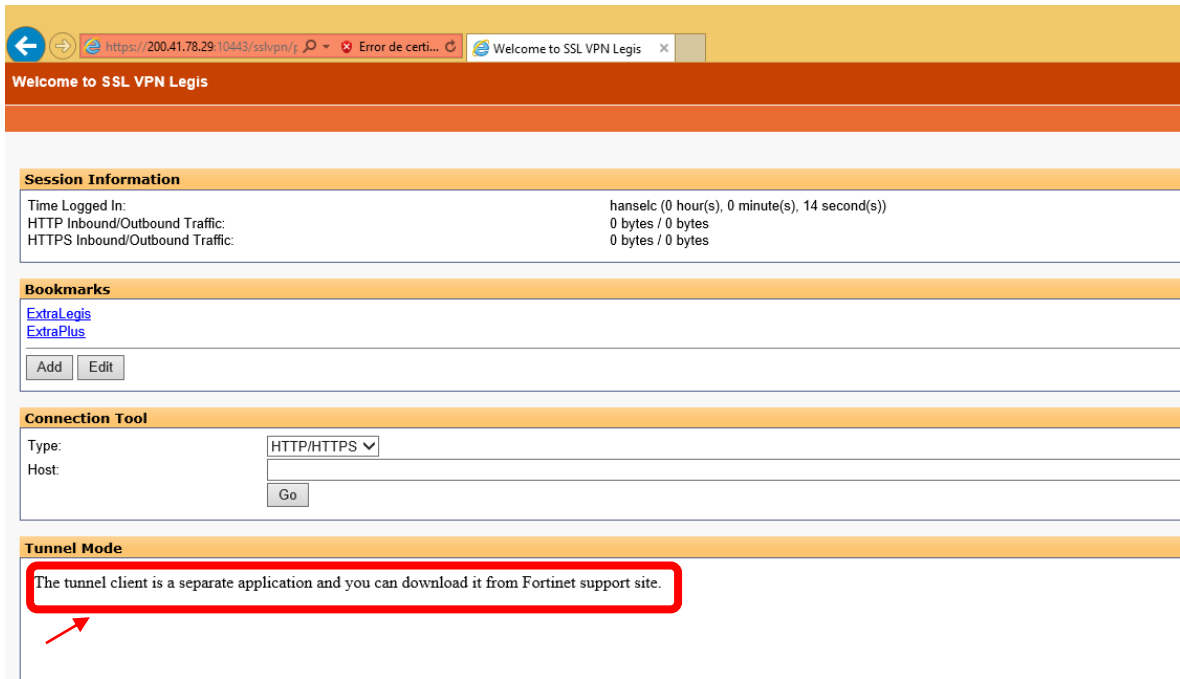 https://200.41.78.29:10443/sslvpn/p Error de certi... Welcome to SSL VPN Legis
Welcome to SSL VPN Legis
Session Information
Time Logged In: hanselc (0 hour(s), 0 minute(s), 14 second(s))
HTTP Inbound/Outbound Traffic: 0 bytes / 0 bytes
HTTPS Inbound/Outbound Traffic: 0 bytes / 0 bytes
Bookmarks
ExtraLegis
ExtraPlus
Add Edit
Connection Tool
Type: HTTP/HTTPS
Host:
Go
Tunnel Mode
The tunnel client is a separate application and you can download it from Fortinet support site.